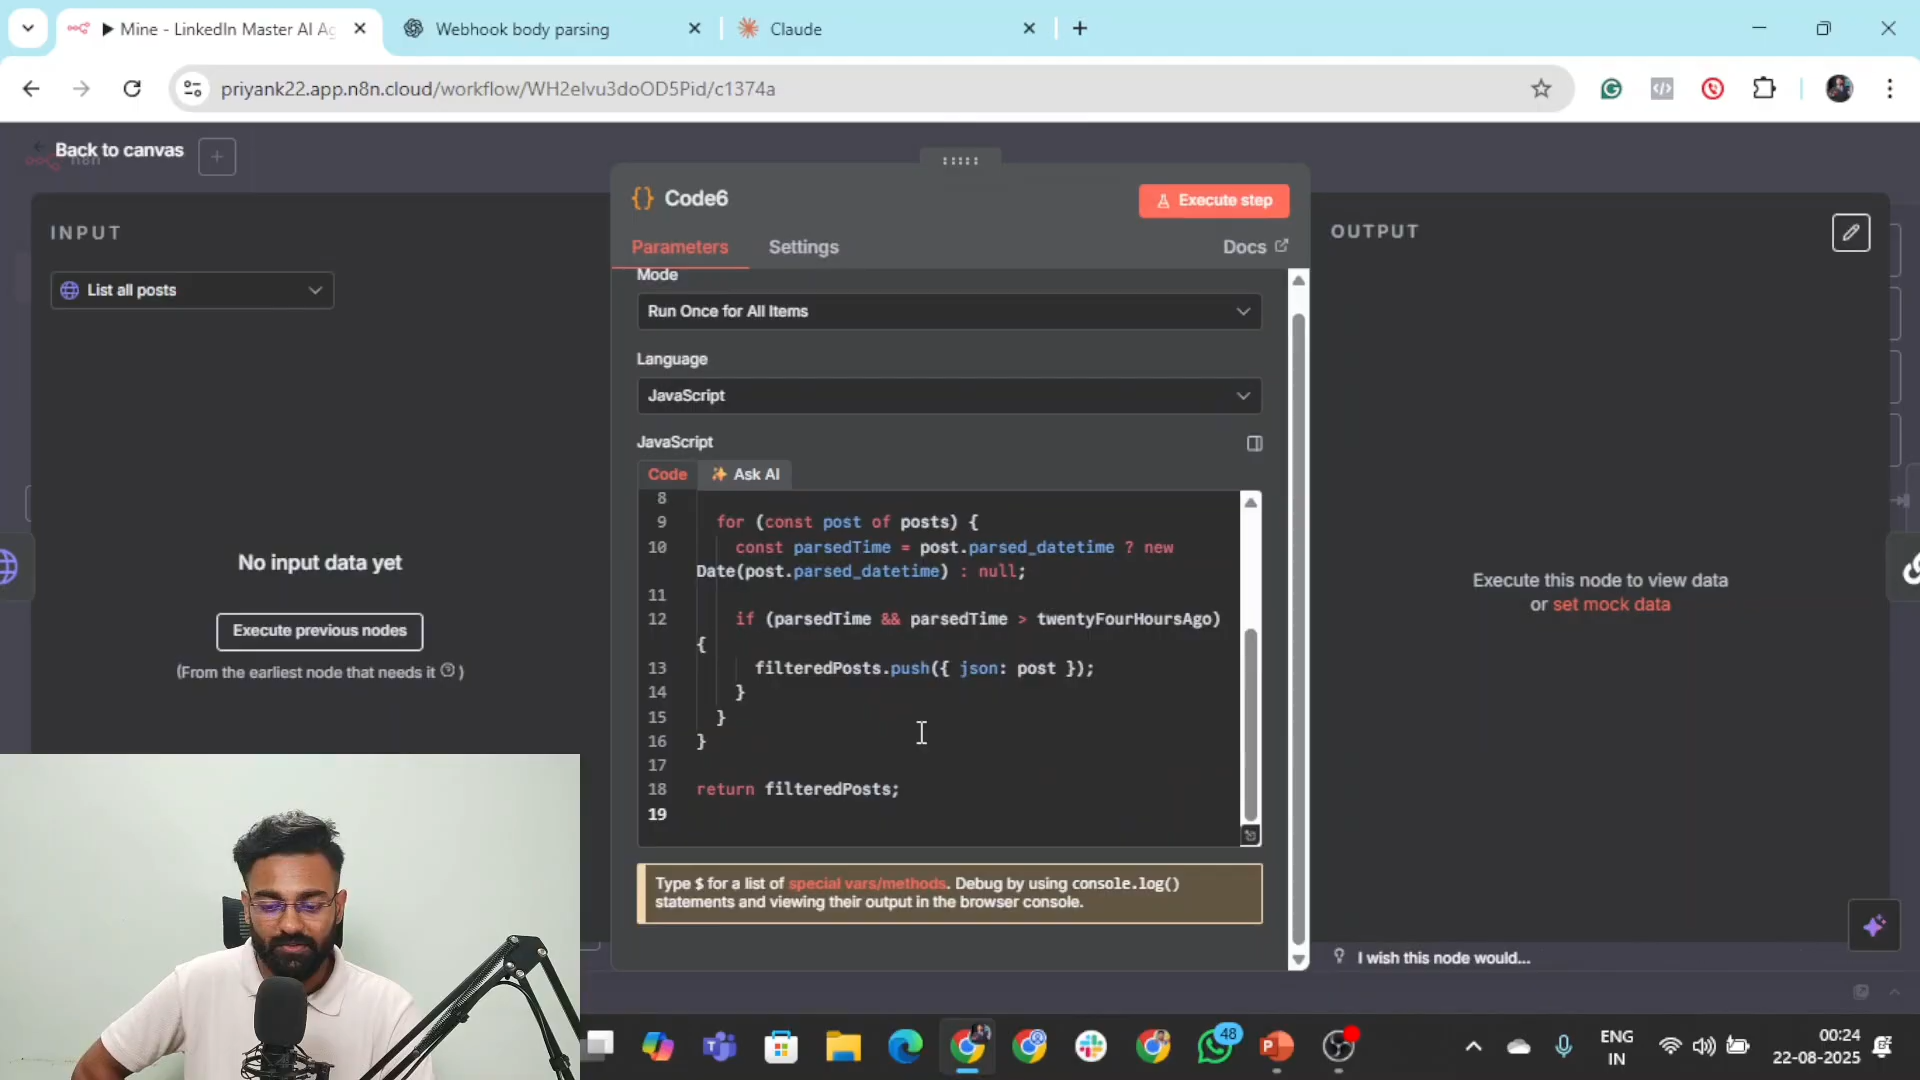 Mine - LinkedIn Master AI Ag
Webhook body parsing
Claude
priyank22.app.n8n.cloud/workflow/WH2elvu3doOD5Pid/c1374a
Back to canvas
n8n
INPUT
List all posts
No input data yet
Execute previous nodes
(From the earliest node that needs it ?)
{} Code6
Execute step
Parameters
Settings
Docs
Mode
Run Once for All Items
Language
JavaScript
JavaScript
Code
Ask AI
8
9 for (const post of posts) {
10 const parsedTime = post.parsed_datetime ? new
Date(post.parsed_datetime) : null;
11
12 if (parsedTime && parsedTime > twentyFourHoursAgo)
{
13 filteredPosts.push({ json: post });
14 }
15 }
16 }
17
18 return filteredPosts;
19
Type $ for a list of special vars/methods. Debug by using console.log()
statements and viewing their output in the browser console.
OUTPUT
Execute this node to view data
or set mock data
I wish this node would...
48
ENG
IN
00:24
22-08-2025